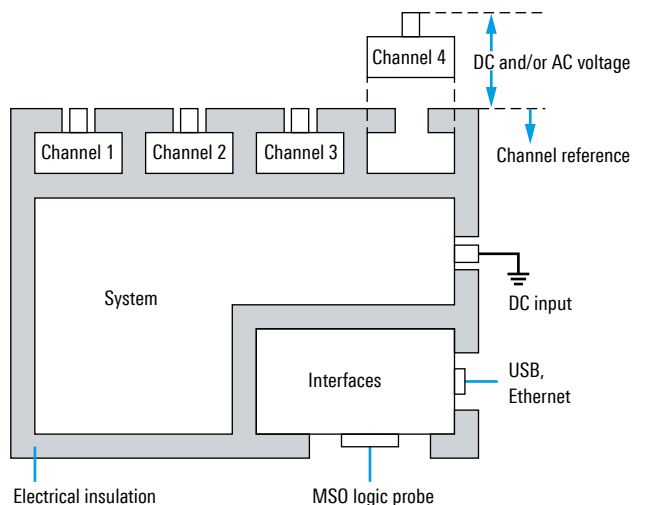 Channel 4
DC and/or AC voltage
Channel 1
Channel 2
Channel 3
Channel reference
System
DC input
Interfaces
USB,
Ethernet
Electrical insulation
MSO logic probe